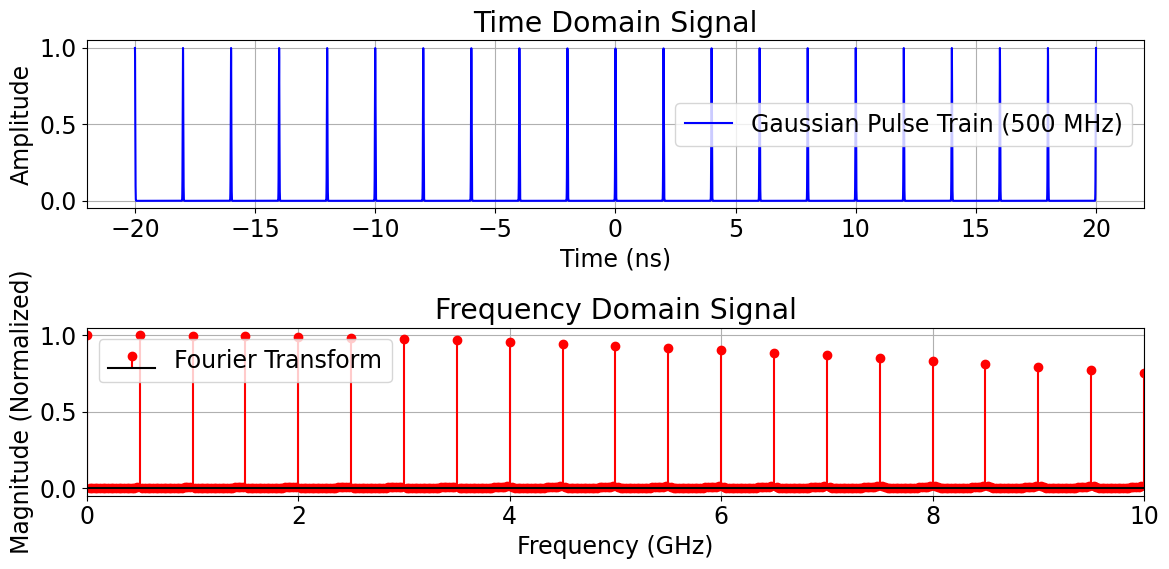 Time Domain Signal
Amplitude
1.0
0.5
0.0
Gaussian Pulse Train (500 MHz)
−20 −15 −10 −5 0 5 10 15 20
Time (ns)
Frequency Domain Signal
Magnitude (Normalized)
1.0
0.5
0.0
Fourier Transform
0 2 4 6 8 10
Frequency (GHz)